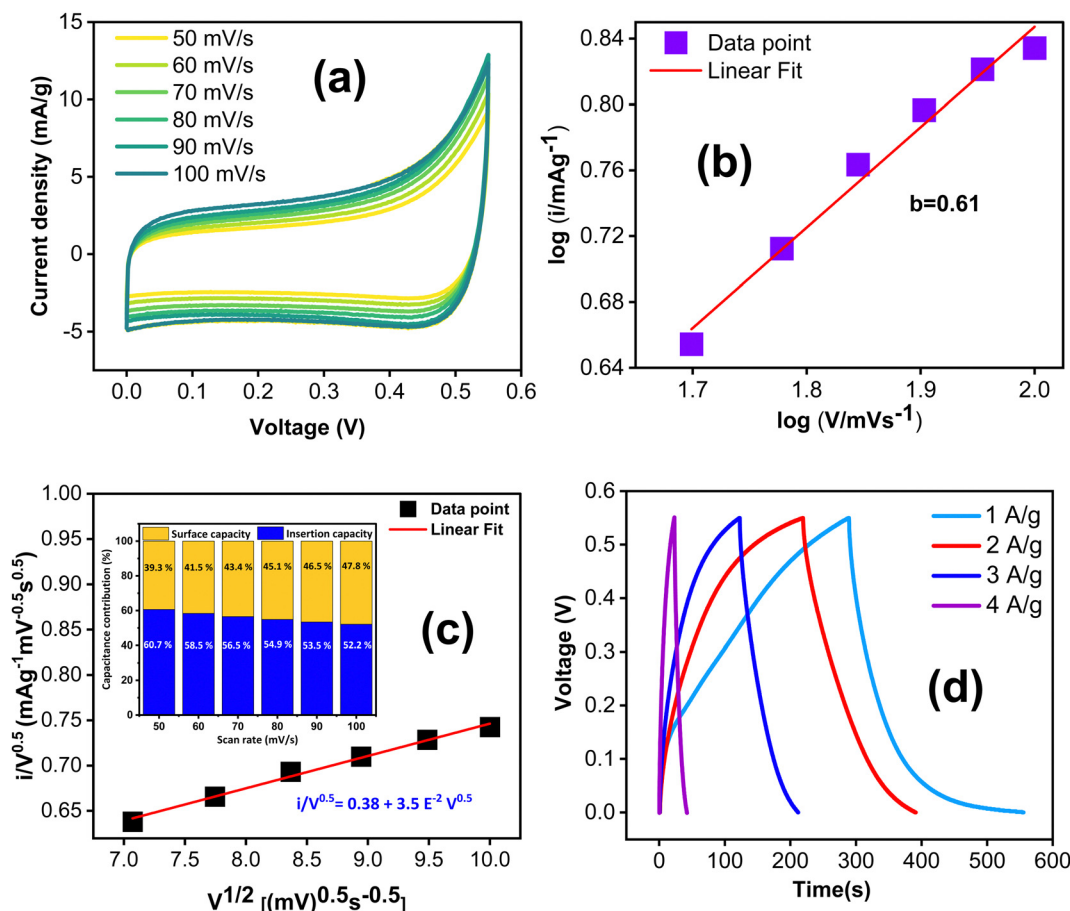 50 mV/s
60 mV/s
70 mV/s
80 mV/s
90 mV/s
100 mV/s
(a)
15
10
5
0
-5
Current density (mA/g)
0.0 0.1 0.2 0.3 0.4 0.5 0.6
Voltage (V)
Data point
Linear Fit
(b)
b=0.61
0.84
0.80
0.76
0.72
0.68
0.64
log (i/mAg⁻¹)
1.7 1.8 1.9 2.0
log (V/mVs⁻¹)
Data point
Linear Fit
(c)
1.00
0.95
0.90
0.85
0.80
0.75
0.70
0.65
i/V⁰·⁵ (mAg⁻¹mV⁻⁰·⁵s⁰·⁵)
Surface capacity Insertion capacity
100
80
60
40
20
0
Capacitance contribution (%)
39.3 % 41.5 % 43.4 % 45.1 % 46.5 % 47.8 %
60.7 % 58.5 % 56.5 % 54.9 % 53.5 % 52.2 %
50 60 70 80 90 100
Scan rate (mV/s)
i/V⁰·⁵= 0.38 + 3.5 E⁻² V⁰·⁵
7.0 7.5 8.0 8.5 9.0 9.5 10.0
V¹/² [(mV)⁰·⁵s⁻⁰·⁵]
1 A/g
2 A/g
3 A/g
4 A/g
(d)
0.6
0.5
0.4
0.3
0.2
0.1
0.0
Voltage (V)
0 100 200 300 400 500 600
Time(s)